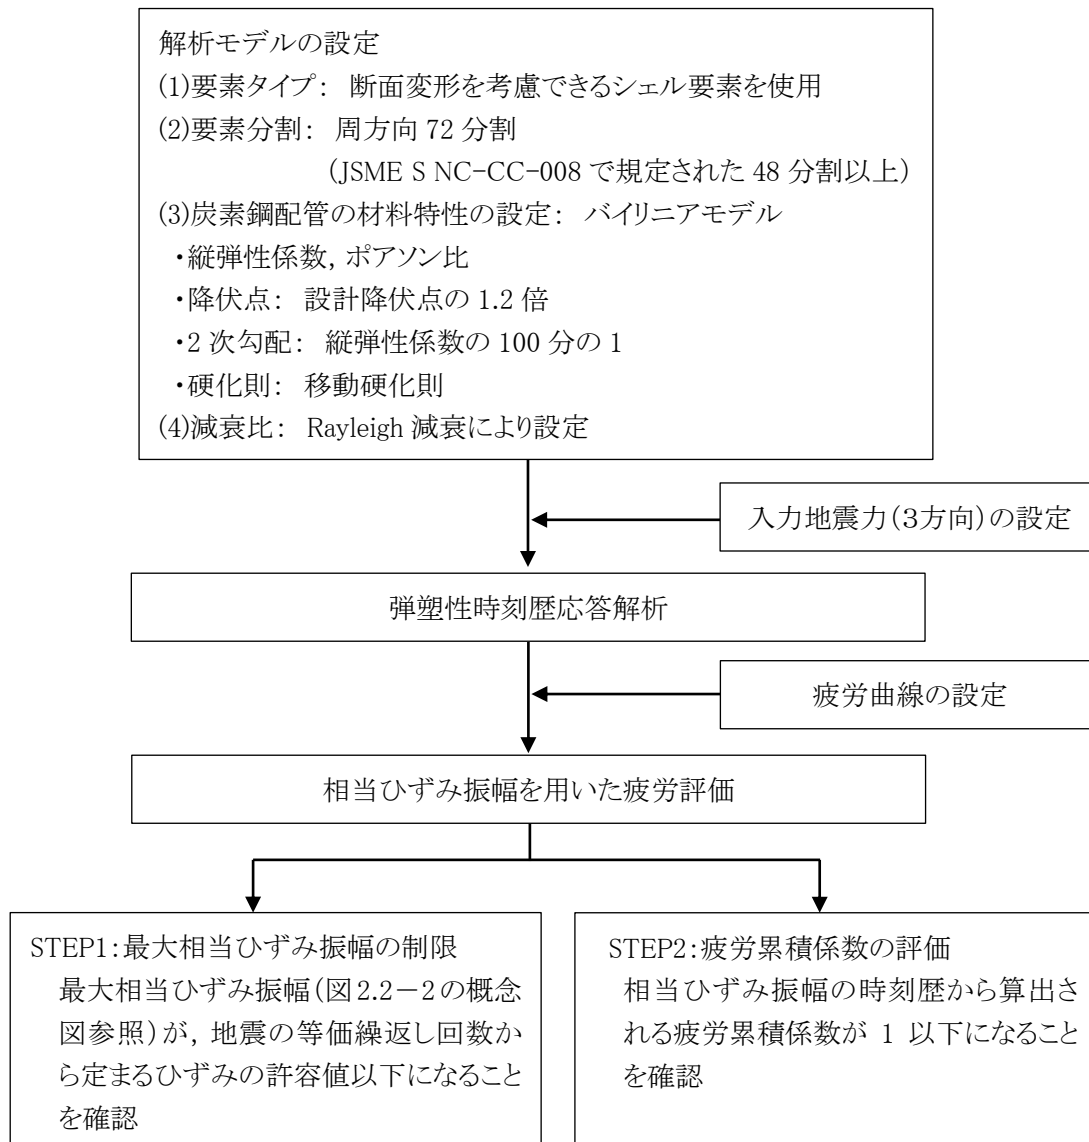 解析モデルの設定
(1)要素タイプ： 断面変形を考慮できるシェル要素を使用
(2)要素分割： 周方向 72 分割
(JSME S NC-CC-008 で規定された 48 分割以上)
(3)炭素鋼配管の材料特性の設定： バイリニアモデル
・縦弾性係数, ポアソン比
・降伏点： 設計降伏点の 1.2 倍
・2 次勾配： 縦弾性係数の 100 分の 1
・硬化則： 移動硬化則
(4)減衰比： Rayleigh 減衰により設定
入力地震力(３方向)の設定
弾塑性時刻歴応答解析
疲労曲線の設定
相当ひずみ振幅を用いた疲労評価
STEP1：最大相当ひずみ振幅の制限
最大相当ひずみ振幅(図 2.2－2 の概念
図参照)が, 地震の等価繰返し回数か
ら定まるひずみの許容値以下になること
を確認
STEP2：疲労累積係数の評価
相当ひずみ振幅の時刻歴から算出さ
れる疲労累積係数が 1 以下になること
を確認